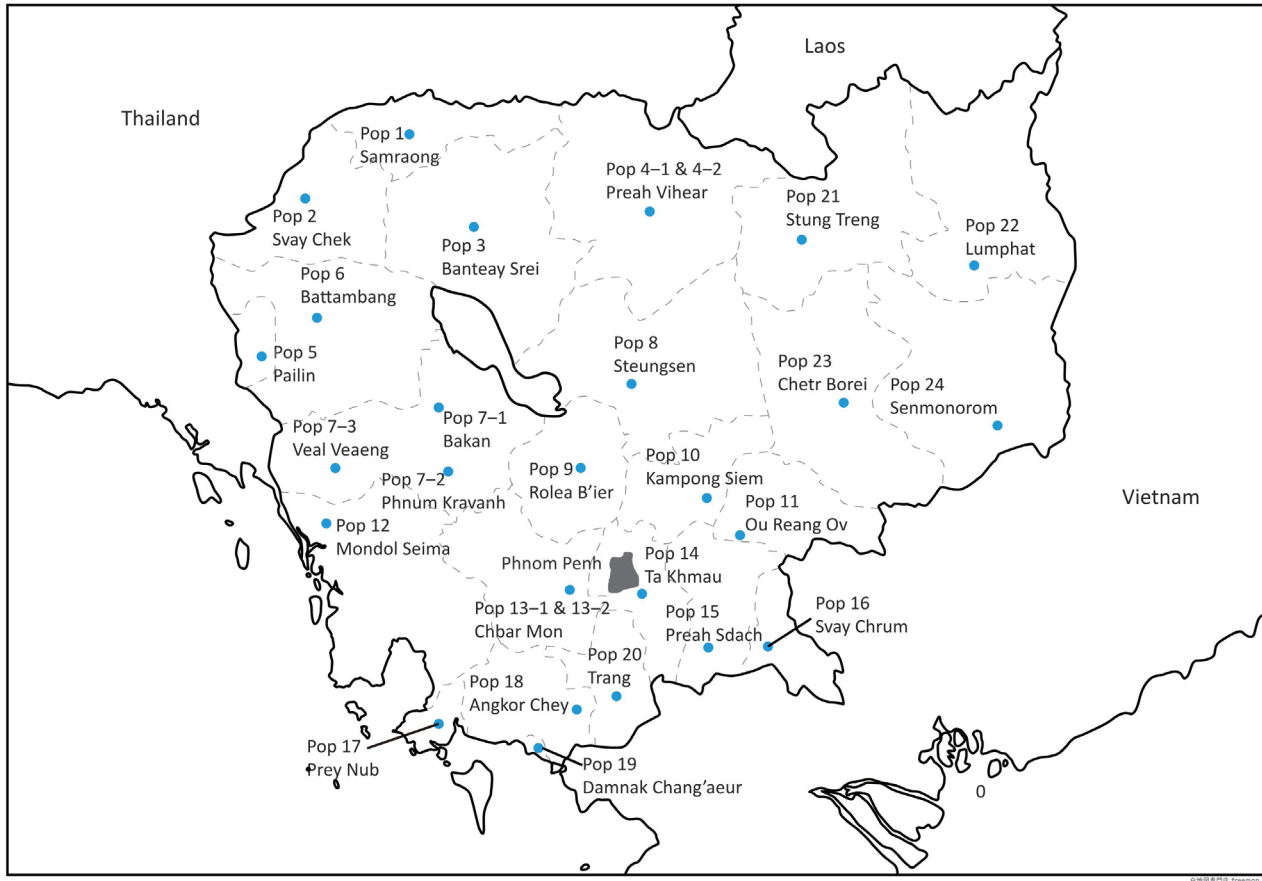 Laos
Thailand
Pop 1
Samraong
Pop 4–1 & 4–2
Preah Vihear
Pop 21
Stung Treng
Pop 2
Svay Chek
Pop 22
Lumphat
Pop 3
Banteay Srei
Pop 6
Battambang
Pop 8
Steungsen
Pop 5
Pailin
Pop 23
Chetr Borei
Pop 24
Senmonorom
Pop 7–1
Bakan
Pop 7–3
Veal Veaeng
Pop 7–2
Phnum Kravanh
Pop 9
Rolea B’ier
Pop 10
Kampong Siem
Pop 11
Ou Reang Ov
Vietnam
Pop 12
Mondol Seima
Phnom Penh
Pop 14
Ta Khmau
Pop 13–1 & 13–2
Chbar Mon
Pop 15
Preah Sdach
Pop 16
Svay Chrum
Pop 20
Trang
Pop 18
Angkor Chey
Pop 17
Prey Nub
Pop 19
Damnak Chang’aeur
0